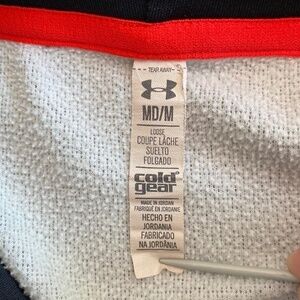 TEAR AWAY
MD/M
LOOSE
COUPE LÂCHE
SUELTO
FOLGADO
cold
gear
MADE IN JORDAN
FABRIQUÉ EN JORDANIE
HECHO EN
JORDANIA
FABRICADO
NA JORDÂNIA